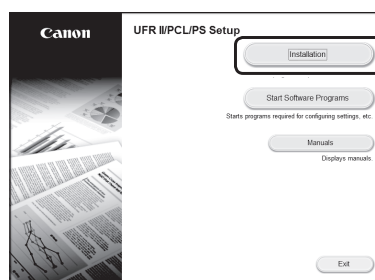 Canon
UFR II/PCL/PS Setup
Installation
Start Software Programs
Starts programs required for configuring settings, etc.
Manuals
Displays manuals.
Exit